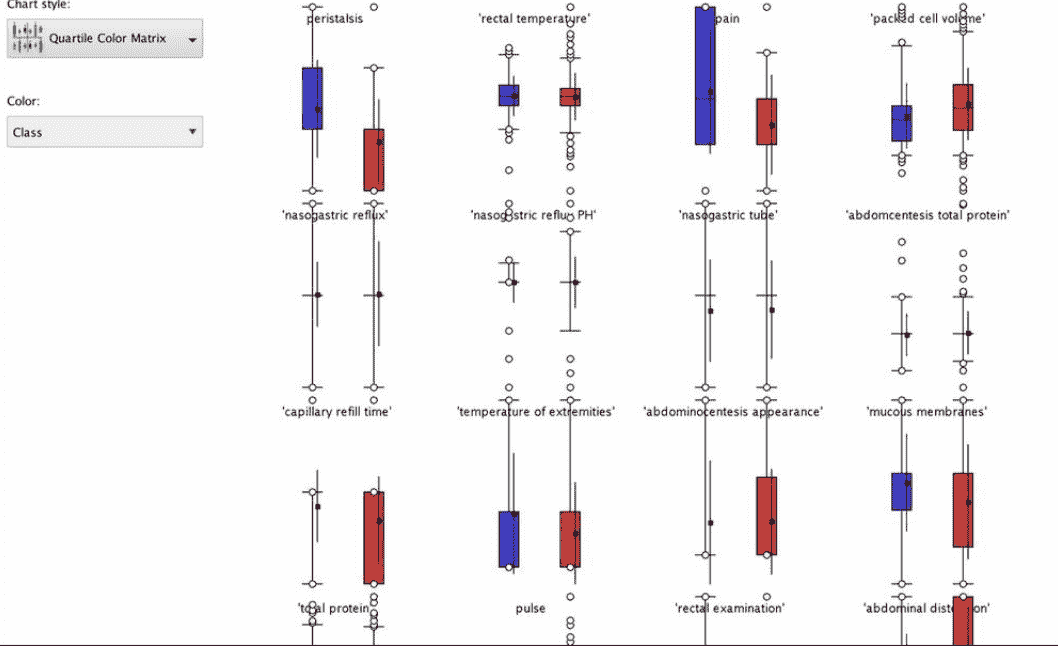 Chart style:
Quartile Color Matrix
Color:
Class
peristalsis 'rectal temperature' pain 'packed cell volume'
'nasogastric reflux' 'nasogastric reflux PH' 'nasogastric tube' 'abdomcentesis total protein'
'capillary refill time' 'temperature of extremities' 'abdominocentesis appearance' 'mucous membranes'
'total protein' pulse 'rectal examination' 'abdominal distension'